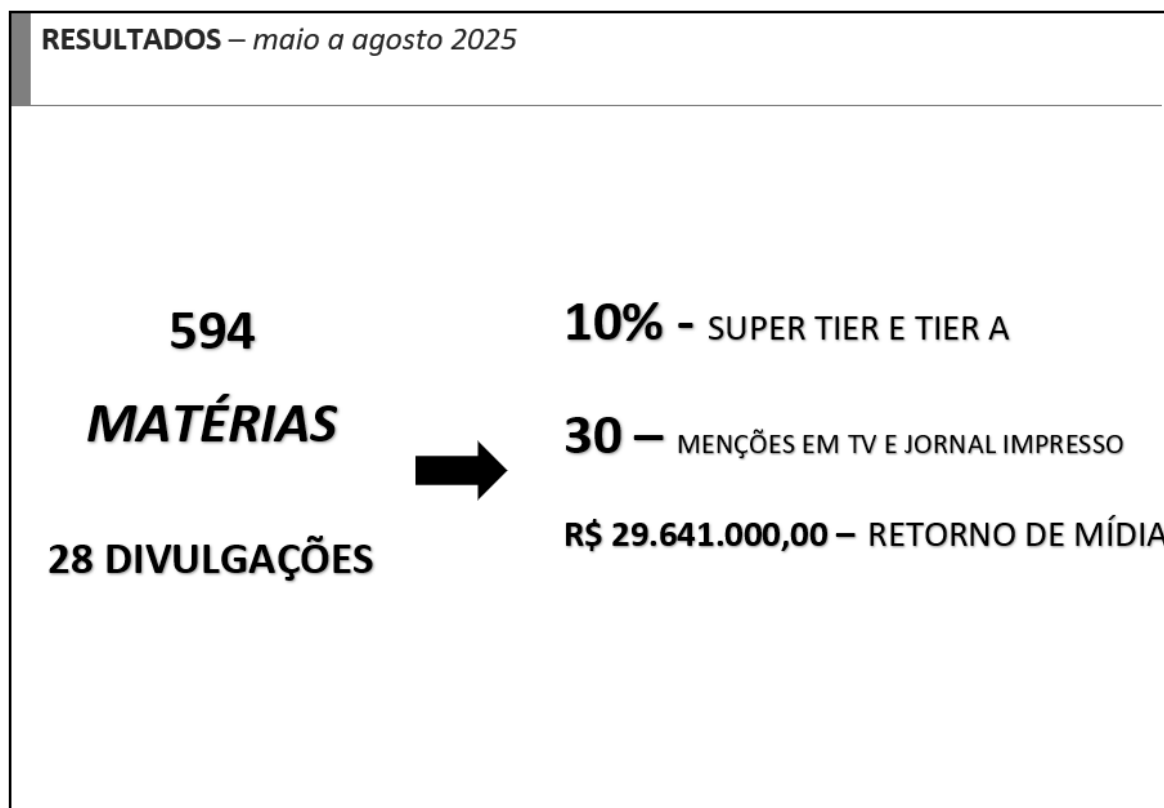 RESULTADOS – maio a agosto 2025
594
MATÉRIAS
28 DIVULGAÇÕES
10% - SUPER TIER E TIER A
30 – MENÇÕES EM TV E JORNAL IMPRESSO
R$ 29.641.000,00 – RETORNO DE MÍDIA